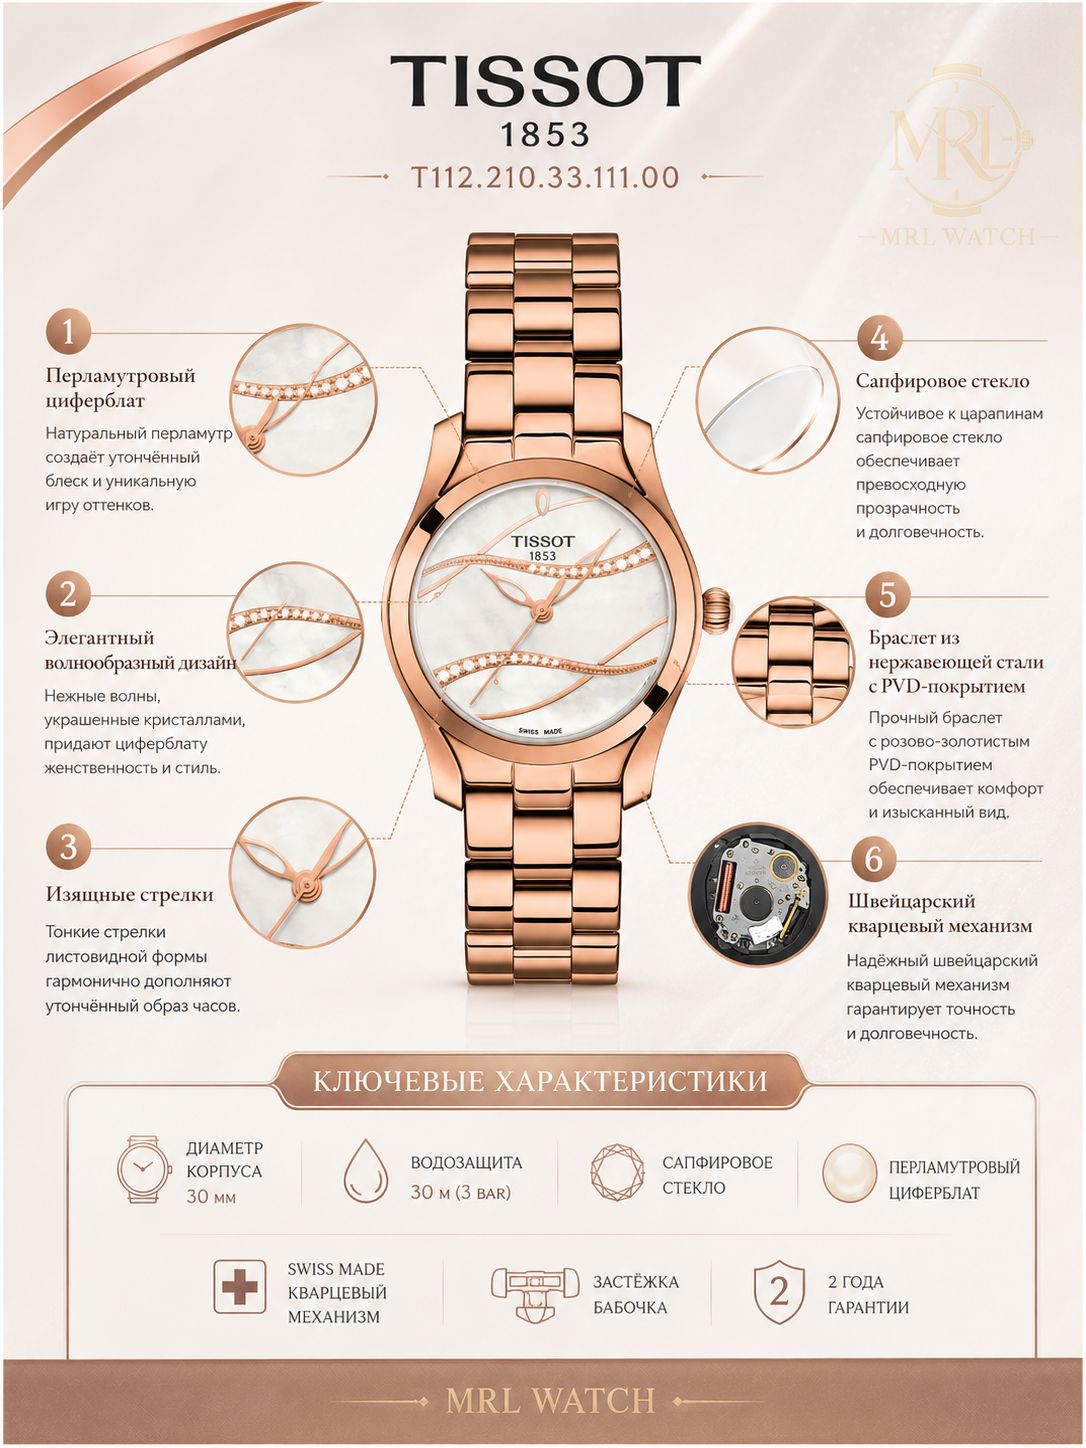 TISSOT
1853
T112.210.33.111.00
MRL
MRL WATCH
1
Перламутровый
циферблат
Натуральный перламутр
создаёт утончённый
блеск и уникальную
игру оттенков.
2
Элегантный
волнообразный дизайн
Нежные волны,
украшенные кристаллами,
придают циферблату
женственность и стиль.
3
Изящные стрелки
Тонкие стрелки
листовидной формы
гармонично дополняют
утончённый образ часов.
TISSOT
1853
SWISS MADE
4
Сапфировое стекло
Устойчивое к царапинам
сапфировое стекло
обеспечивает
превосходную
прозрачность
и долговечность.
5
Браслет из
нержавеющей стали
с PVD-покрытием
Прочный браслет
с розово-золотистым
PVD-покрытием
обеспечивает комфорт
и изысканный вид.
6
Швейцарский
кварцевый механизм
Надёжный швейцарский
кварцевый механизм
гарантирует точность
и долговечность.
КЛЮЧЕВЫЕ ХАРАКТЕРИСТИКИ
ДИАМЕТР
КОРПУСА
30 мм
ВОДОЗАЩИТА
30 м (3 BAR)
САПФИРОВОЕ
СТЕКЛО
ПЕРЛАМУТРОВЫЙ
ЦИФЕРБЛАТ
SWISS MADE
КВАРЦЕВЫЙ
МЕХАНИЗМ
ЗАСТЁЖКА
БАБОЧКА
2
2 ГОДА
ГАРАНТИИ
MRL WATCH